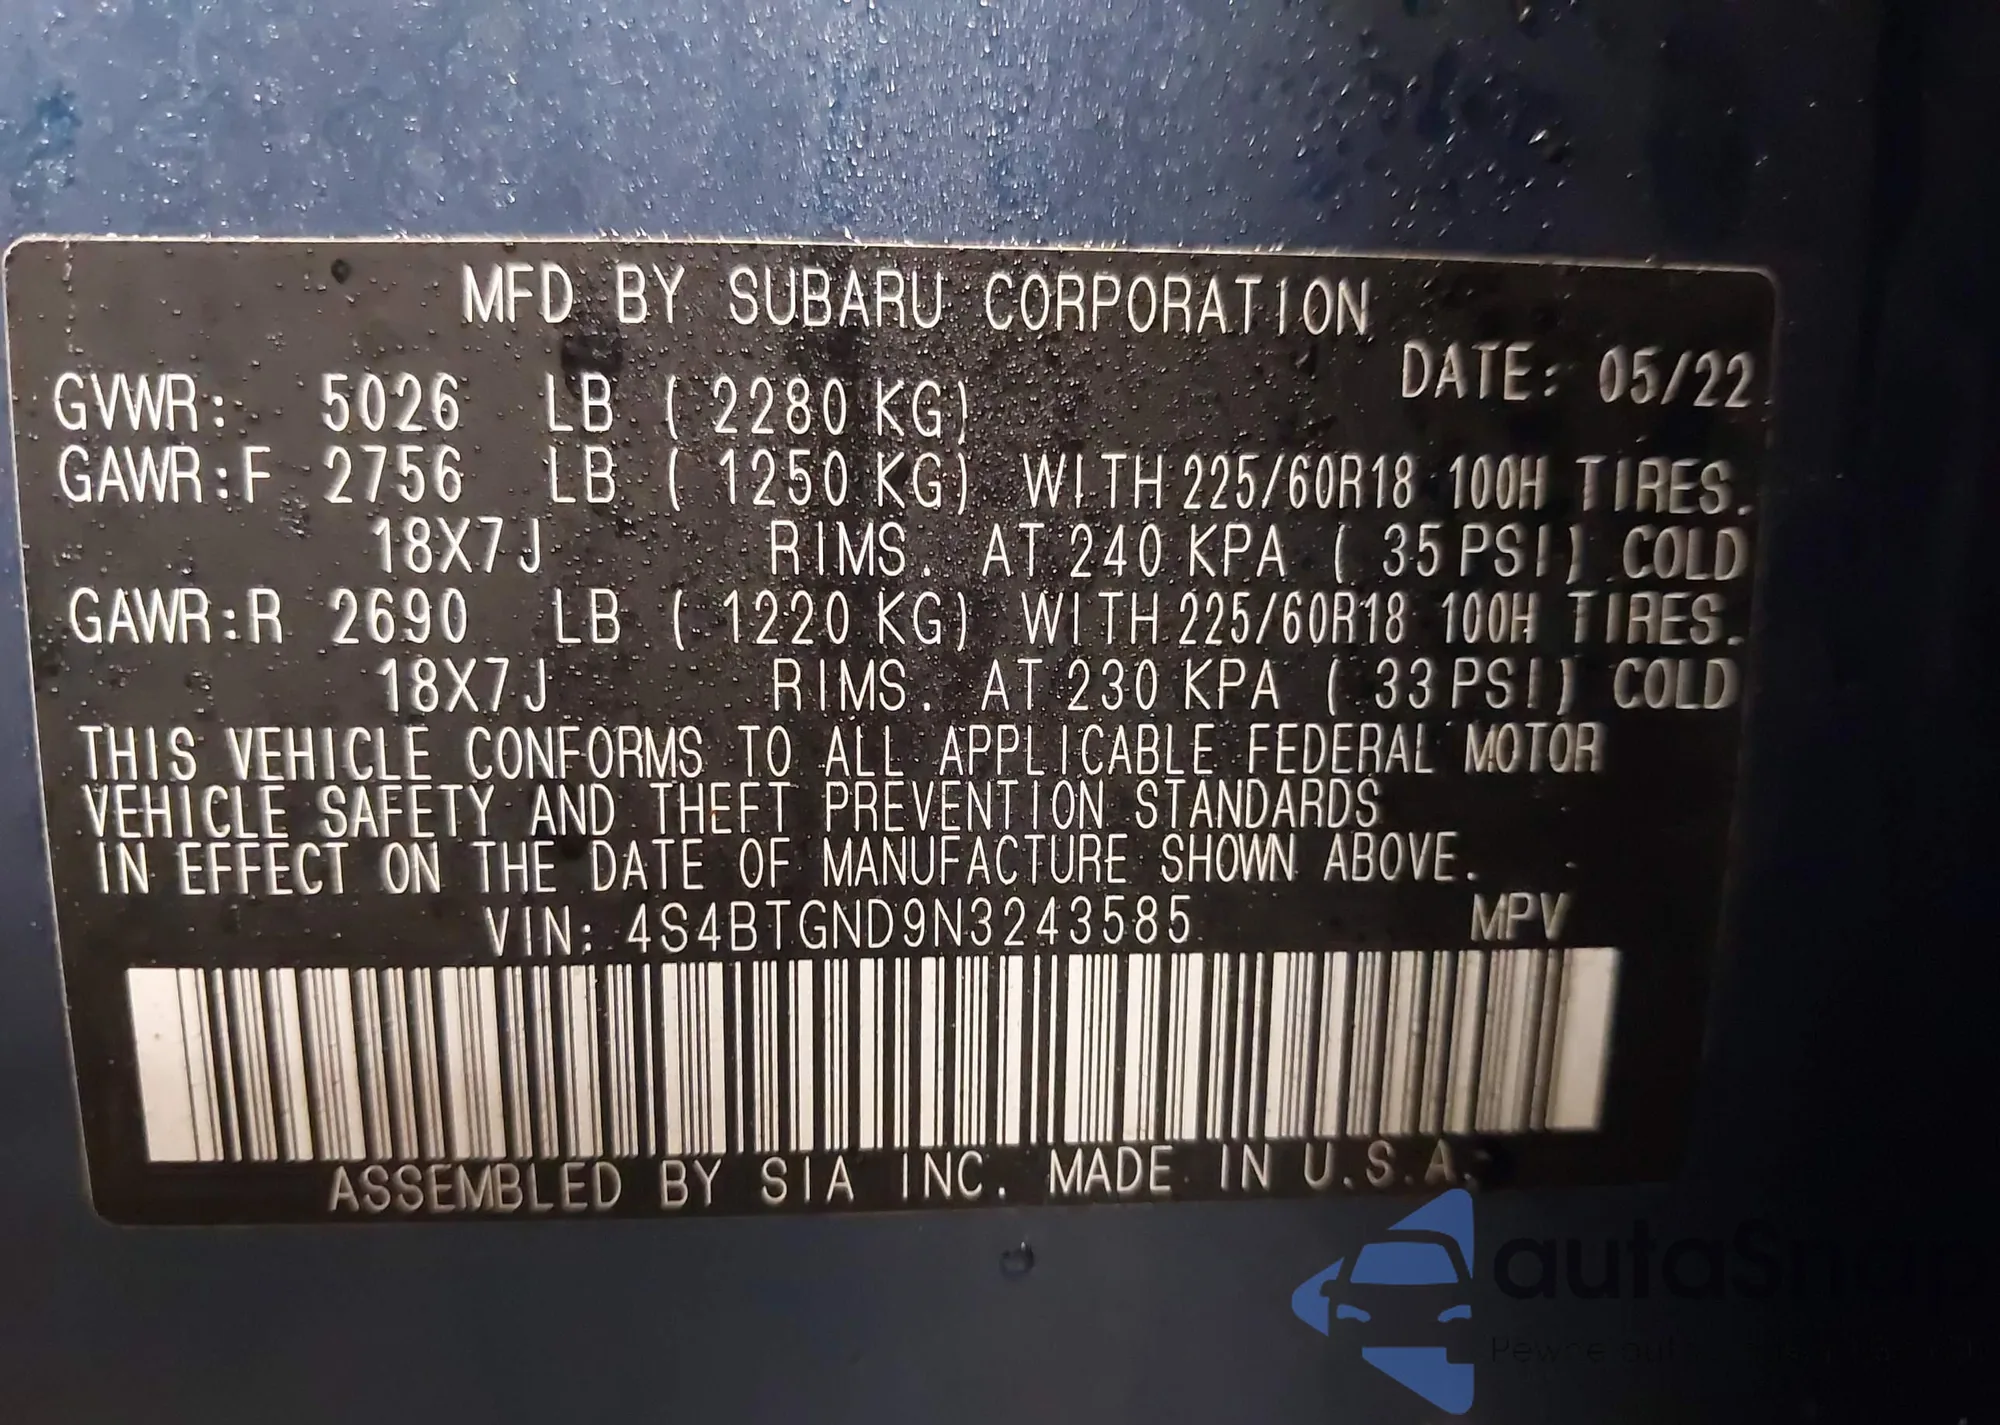 MFD BY SUBARU CORPORATION
DATE: 05/22
GVWR: 5026 LB ( 2280 KG)
GAWR:F 2756 LB ( 1250 KG) WITH 225/60R18 100H TIRES.
18X7J RIMS. AT 240 KPA ( 35 PSI) COLD
GAWR:R 2690 LB ( 1220 KG) WITH 225/60R18 100H TIRES.
18X7J RIMS. AT 230 KPA ( 33 PSI) COLD
THIS VEHICLE CONFORMS TO ALL APPLICABLE FEDERAL MOTOR
VEHICLE SAFETY AND THEFT PREVENTION STANDARDS
IN EFFECT ON THE DATE OF MANUFACTURE SHOWN ABOVE.
VIN: 4S4BTGND9N3243585 MPV
ASSEMBLED BY SIA INC. MADE IN U.S.A.
autaSnap